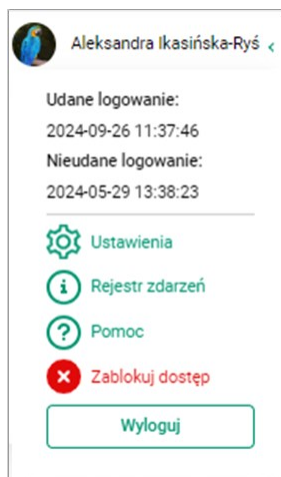 Aleksandra Ikasińska-Ryś
Udane logowanie:
2024-09-26 11:37:46
Nieudane logowanie:
2024-05-29 13:38:23
Ustawienia
Rejestr zdarzeń
Pomoc
Zablokuj dostęp
Wyloguj